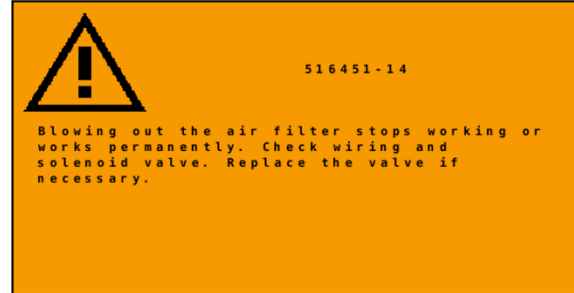 516451-14
Blowing out the air filter stops working or
works permanently. Check wiring and
solenoid valve. Replace the valve if
necessary.